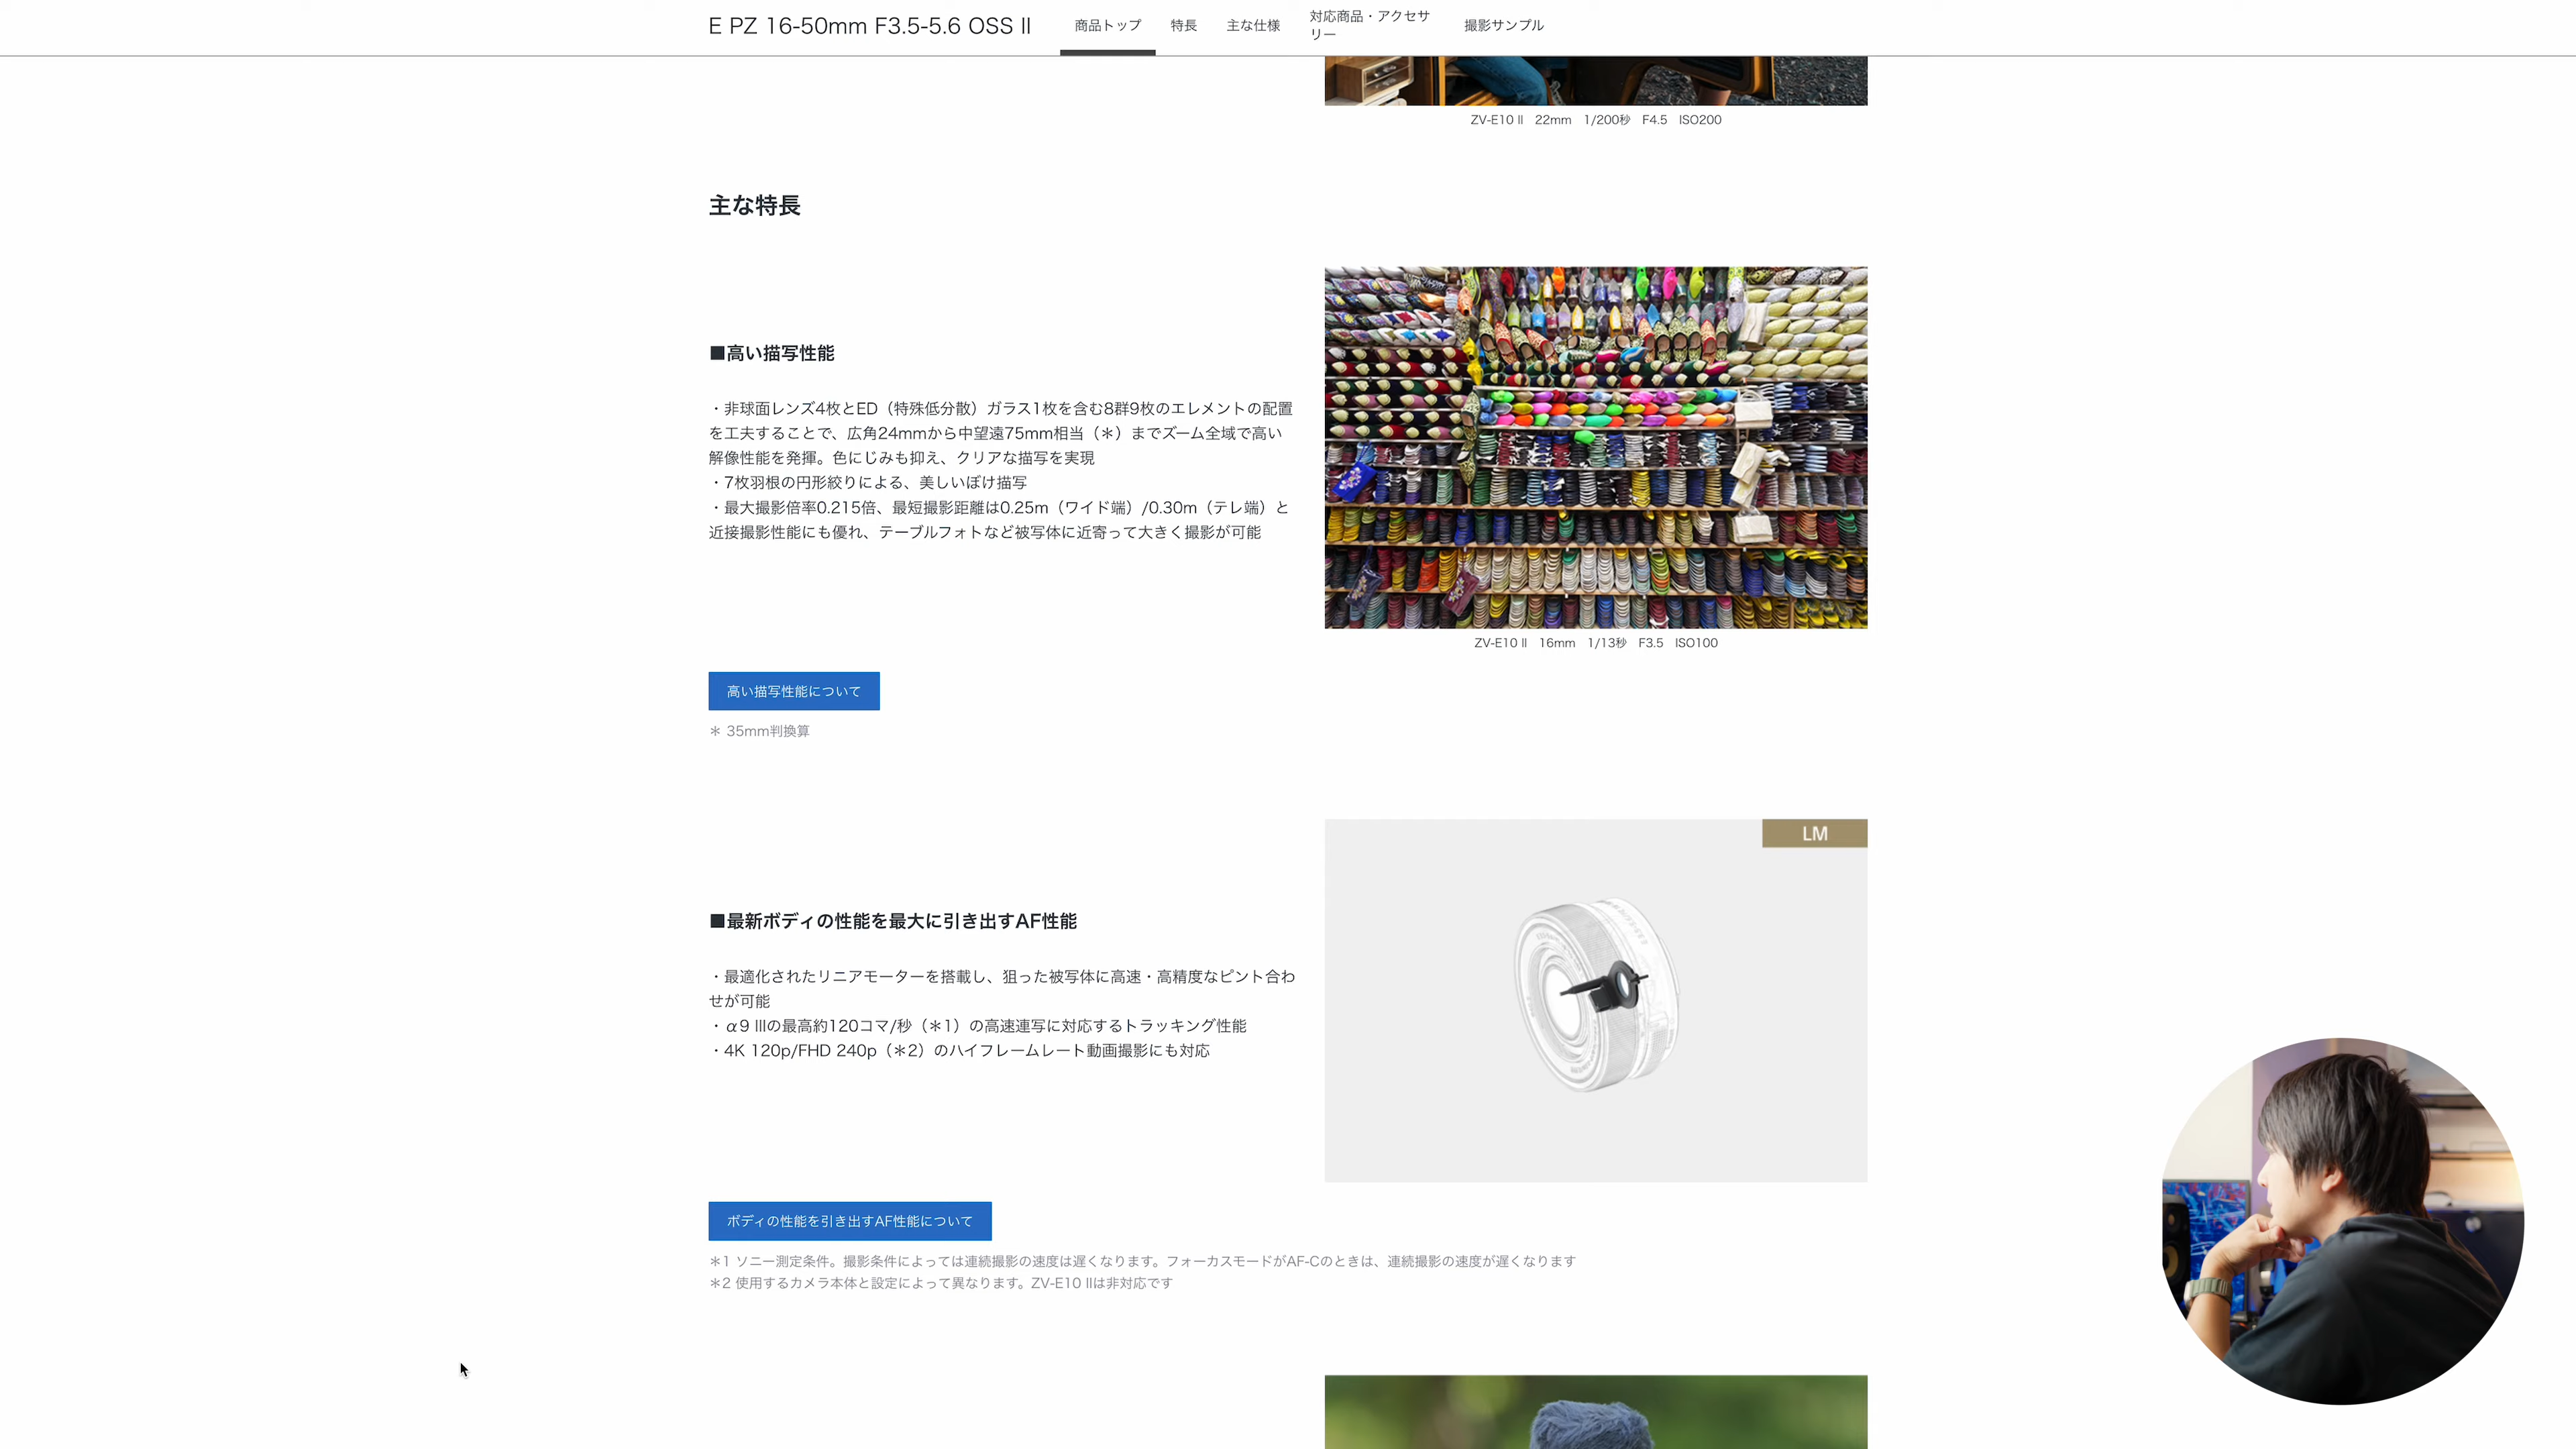 E PZ 16-50mm F3.5-5.6 OSS II
商品トップ
特長
主な仕様
対応商品・アクセサ
リー
撮影サンプル
ZV-E10 II 22mm 1/200秒 F4.5 ISO200
主な特長
■高い描写性能
・非球面レンズ4枚とED（特殊低分散）ガラス1枚を含む8群9枚のエレメントの配置
を工夫することで、広角24mmから中望遠75mm相当（＊）までズーム全域で高い
解像性能を発揮。色にじみも抑え、クリアな描写を実現
・7枚羽根の円形絞りによる、美しいぼけ描写
・最大撮影倍率0.215倍、最短撮影距離は0.25m（ワイド端）/0.30m（テレ端）と
近接撮影性能にも優れ、テーブルフォトなど被写体に近寄って大きく撮影が可能
ZV-E10 II 16mm 1/13秒 F3.5 ISO100
高い描写性能について
＊ 35mm判換算
LM
■最新ボディの性能を最大に引き出すAF性能
・最適化されたリニアモーターを搭載し、狙った被写体に高速・高精度なピント合わ
せが可能
・α9 IIIの最高約120コマ/秒（＊1）の高速連写に対応するトラッキング性能
・4K 120p/FHD 240p（＊2）のハイフレームレート動画撮影にも対応
ボディの性能を引き出すAF性能について
＊1 ソニー測定条件。撮影条件によっては連続撮影の速度は遅くなります。フォーカスモードがAF-Cのときは、連続撮影の速度が遅くなります
＊2 使用するカメラ本体と設定によって異なります。ZV-E10 IIは非対応です